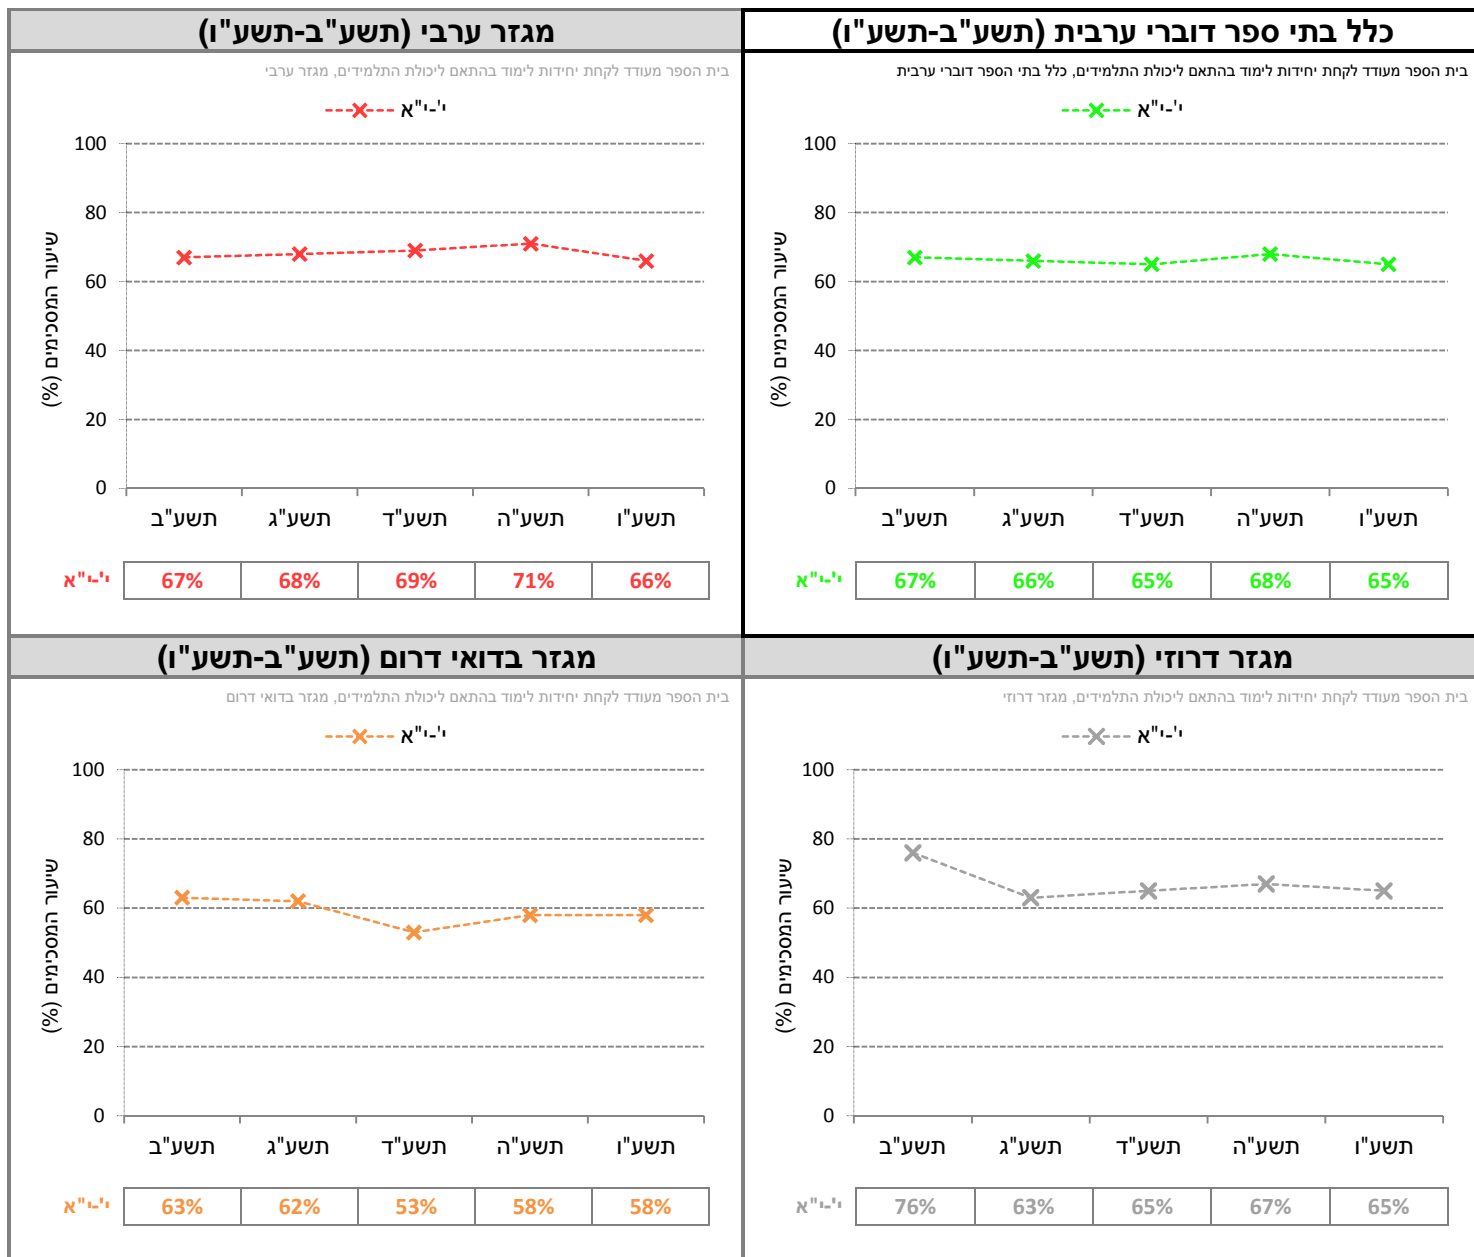 כלל בתי ספר דוברי ערבית (תשע"ב-תשע"ו)
בית הספר מעודד לקחת יחידות לימוד בהתאם ליכולת התלמידים, כלל בתי הספר דוברי ערבית
י'-י"א
שיעור המסכימים (%)
100
80
60
40
20
0
תשע"ב תשע"ג תשע"ד תשע"ה תשע"ו
י'-י"א 67% 66% 65% 68% 65%
מגזר ערבי (תשע"ב-תשע"ו)
בית הספר מעודד לקחת יחידות לימוד בהתאם ליכולת התלמידים, מגזר ערבי
י'-י"א
שיעור המסכימים (%)
100
80
60
40
20
0
תשע"ב תשע"ג תשע"ד תשע"ה תשע"ו
י'-י"א 67% 68% 69% 71% 66%
מגזר דרוזי (תשע"ב-תשע"ו)
בית הספר מעודד לקחת יחידות לימוד בהתאם ליכולת התלמידים, מגזר דרוזי
י'-י"א
שיעור המסכימים (%)
100
80
60
40
20
0
תשע"ב תשע"ג תשע"ד תשע"ה תשע"ו
י'-י"א 76% 63% 65% 67% 65%
מגזר בדואי דרום (תשע"ב-תשע"ו)
בית הספר מעודד לקחת יחידות לימוד בהתאם ליכולת התלמידים, מגזר בדואי דרום
י'-י"א
שיעור המסכימים (%)
100
80
60
40
20
0
תשע"ב תשע"ג תשע"ד תשע"ה תשע"ו
י'-י"א 63% 62% 53% 58% 58%